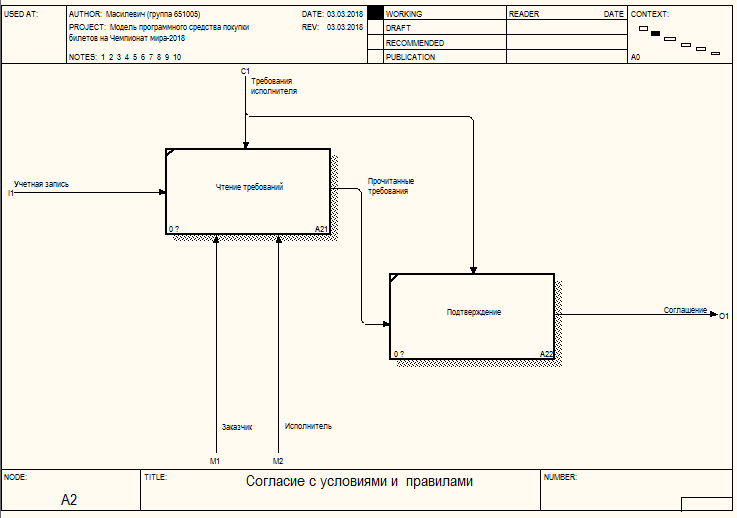 USED AT:
AUTHOR: Масилевич (группа 651005)
DATE: 03.03.2018
PROJECT: Модель программного средства покупки
билетов на Чемпионат мира-2018
REV: 03.03.2018
NOTES: 1 2 3 4 5 6 7 8 9 10
WORKING
DRAFT
RECOMMENDED
PUBLICATION
READER
DATE
CONTEXT:
A0
C1
Требования
исполнителя
Учетная запись
I1
Чтение требований
0 ?
A21
Прочитанные
требования
Подтверждение
0 ?
A22
Соглашение
O1
Заказчик
Исполнитель
M1
M2
NODE:
A2
TITLE:
Согласие с условиями и правилами
NUMBER: